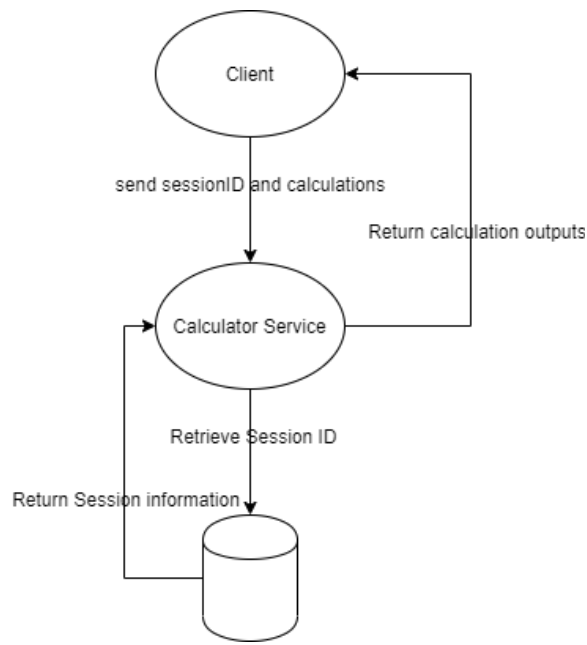 Client
send sessionID and calculations
Return calculation outputs
Calculator Service
Retrieve Session ID
Return Session information